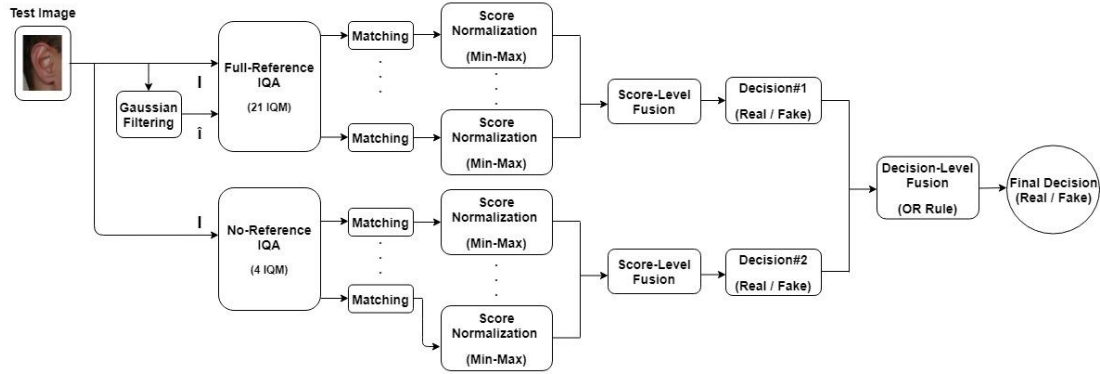 Test Image
I
Gaussian
Filtering
î
Full-Reference
IQA
(21 IQM)
Matching
Matching
Score
Normalization
(Min-Max)
Score
Normalization
(Min-Max)
Score-Level
Fusion
Decision#1
(Real / Fake)
I
No-Reference
IQA
(4 IQM)
Matching
Matching
Score
Normalization
(Min-Max)
Score
Normalization
(Min-Max)
Score-Level
Fusion
Decision#2
(Real / Fake)
Decision-Level
Fusion
(OR Rule)
Final Decision
(Real / Fake)